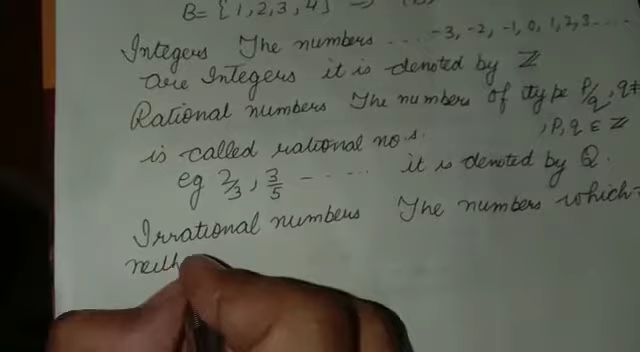 B = {1, 2, 3, 4} →
Integers The numbers .... -3, -2, -1, 0, 1, 2, 3 .....
are Integers it is denoted by Z
Rational numbers The numbers of type P/q, q≠
, P, q ∈ Z
is called rational no s.
eg 2/3, 3/5 - - ..... it is denoted by Q.
Irrational numbers The numbers which